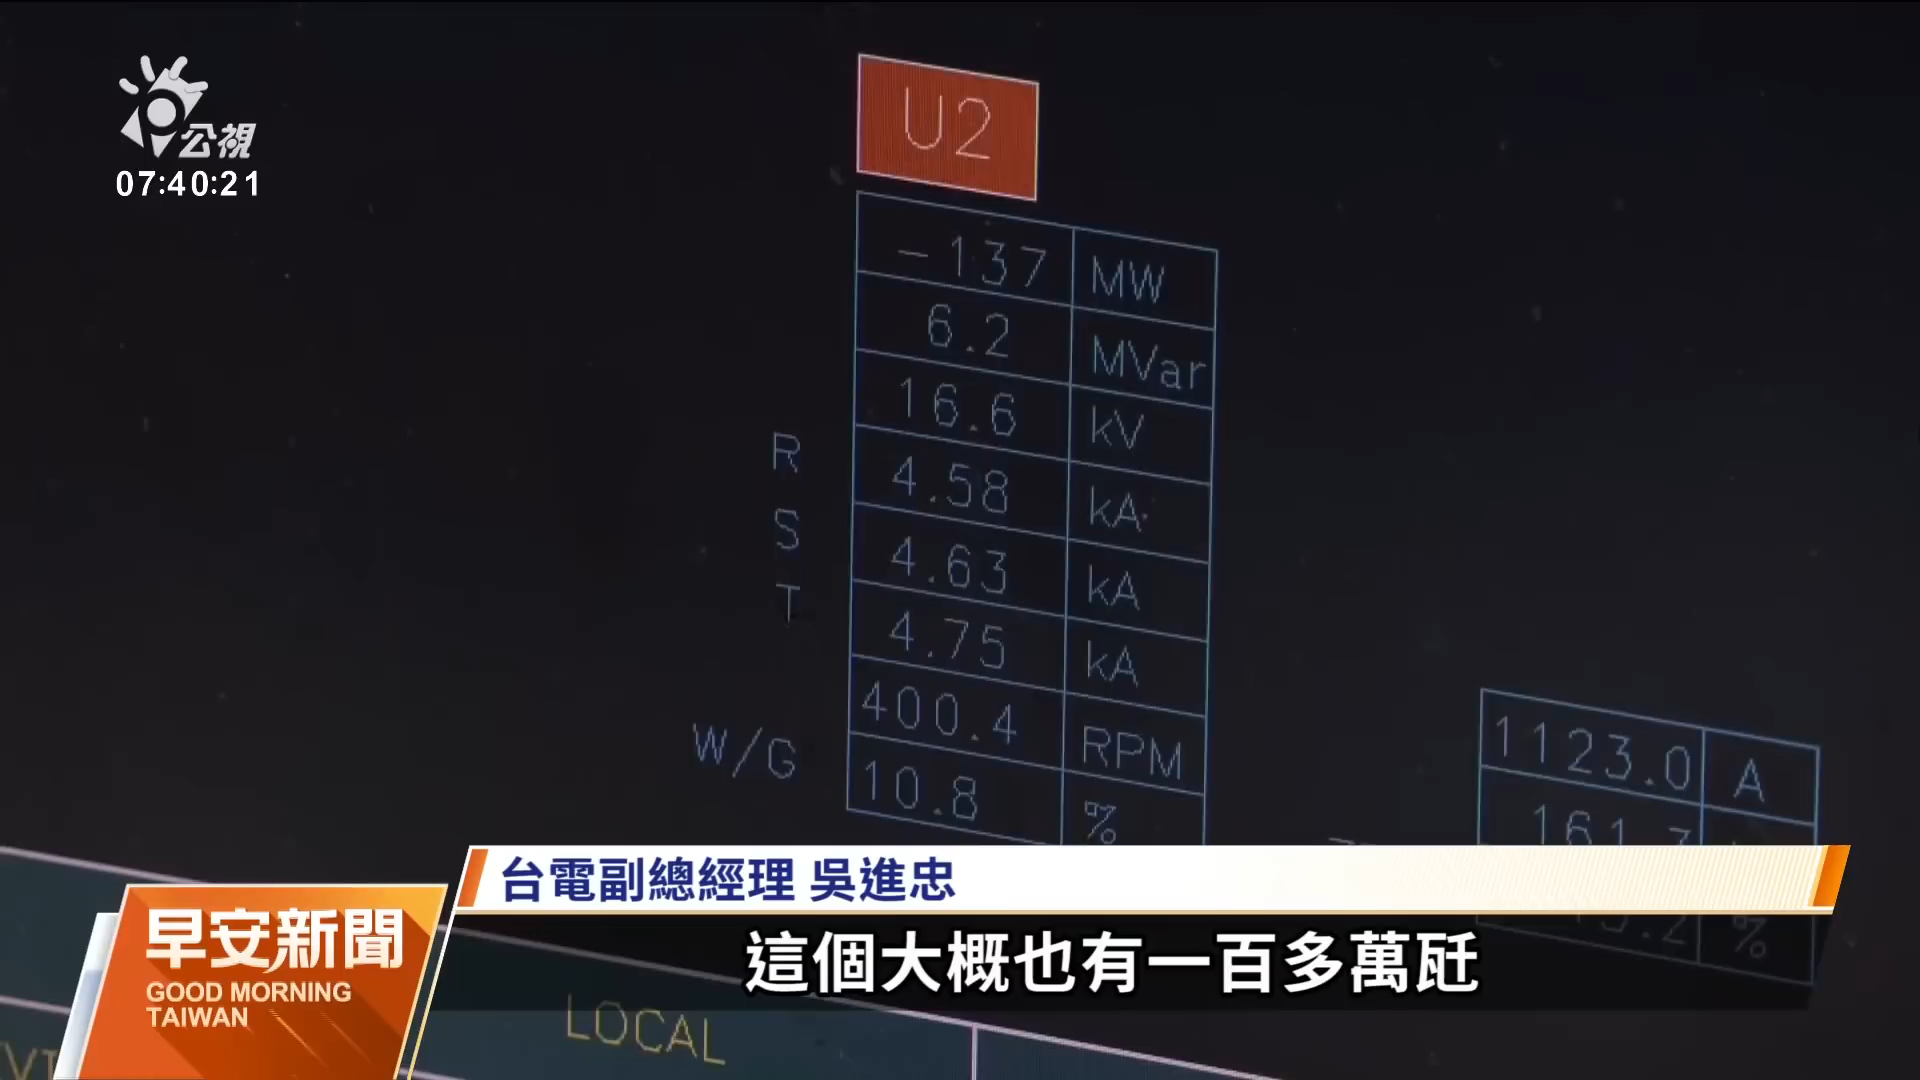 公視
07:40:21
U2
-137 MW
6.2 MVar
16.6 kV
R 4.58 kA
S 4.63 kA
T 4.75 kA
400.4 RPM
W/G 10.8 %
1123.0 A
台電副總經理 吳進忠
這個大概也有一百多萬瓩
早安新聞
GOOD MORNING
TAIWAN
LOCAL